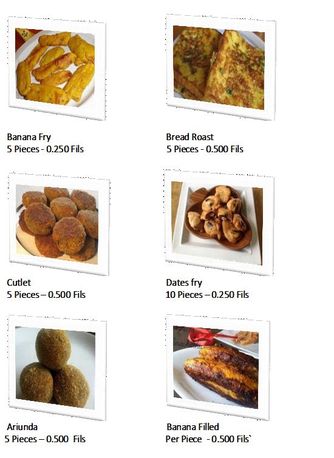 Banana Fry
5 Pieces - 0.250 Fils
Bread Roast
5 Pieces - 0.500 Fils
Cutlet
5 Pieces – 0.500 Fils
Dates fry
10 Pieces – 0.250 Fils
Ariunda
5 Pieces – 0.500 Fils
Banana Filled
Per Piece - 0.500 Fils`